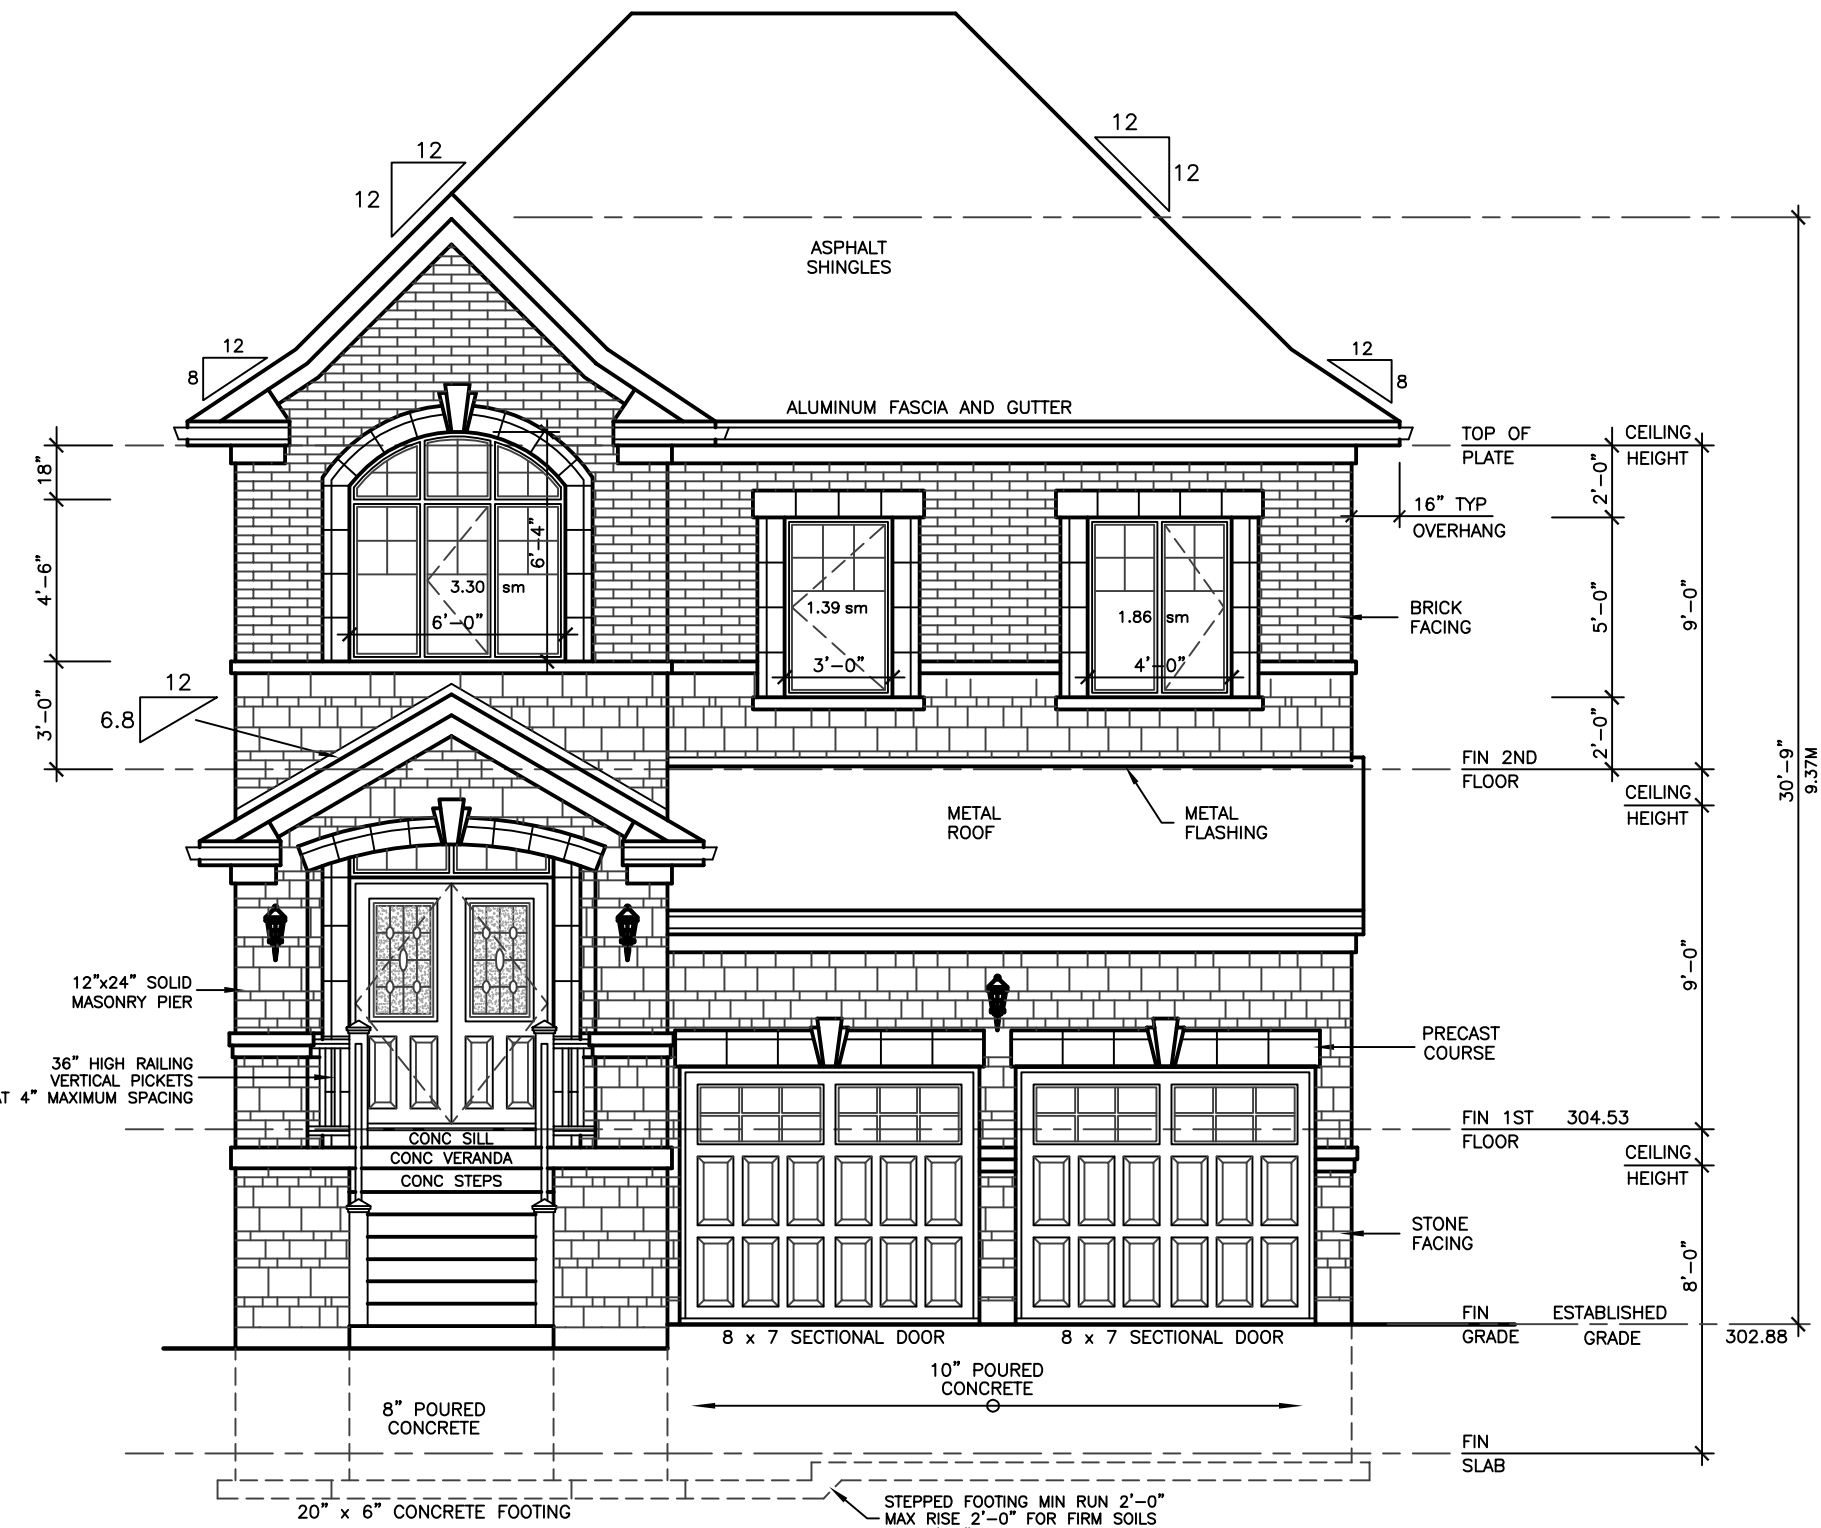 12
12
12
12
ASPHALT
SHINGLES
12
8
12
8
ALUMINUM FASCIA AND GUTTER
TOP OF
PLATE
CEILING
HEIGHT
18"
2'-0"
16" TYP
OVERHANG
4'-6"
6'-4"
3.30 sm
6'-0"
1.39 sm
3'-0"
1.86 sm
4'-0"
BRICK
FACING
5'-0"
9'-0"
12
6.8
3'-0"
2'-0"
FIN 2ND
FLOOR
30'-9"
9.37M
CEILING
HEIGHT
METAL
ROOF
METAL
FLASHING
9'-0"
12"x24" SOLID
MASONRY PIER
36" HIGH RAILING
VERTICAL PICKETS
AT 4" MAXIMUM SPACING
PRECAST
COURSE
FIN 1ST 304.53
FLOOR
CEILING
HEIGHT
CONC SILL
CONC VERANDA
CONC STEPS
STONE
FACING
8'-0"
FIN
GRADE
ESTABLISHED
GRADE
302.88
8 x 7 SECTIONAL DOOR
8 x 7 SECTIONAL DOOR
10" POURED
CONCRETE
8" POURED
CONCRETE
FIN
SLAB
20" x 6" CONCRETE FOOTING
STEPPED FOOTING MIN RUN 2'-0"
MAX RISE 2'-0" FOR FIRM SOILS